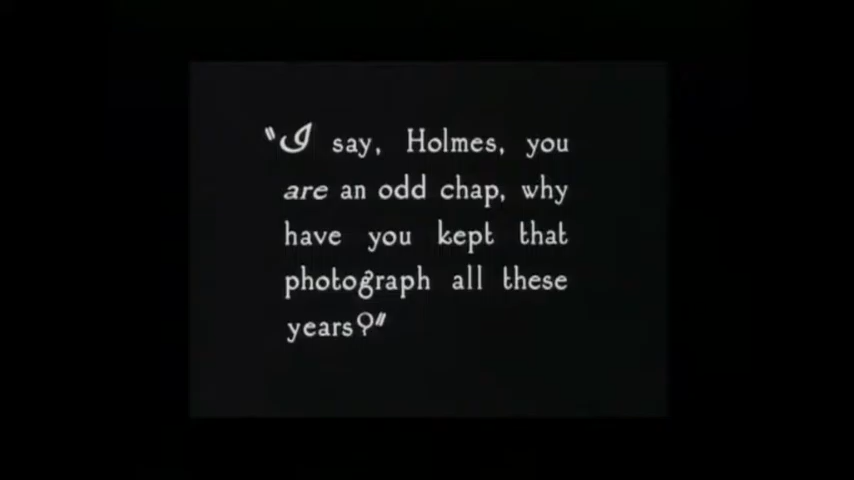 "I say, Holmes, you
are an odd chap, why
have you kept that
photograph all these
years?"